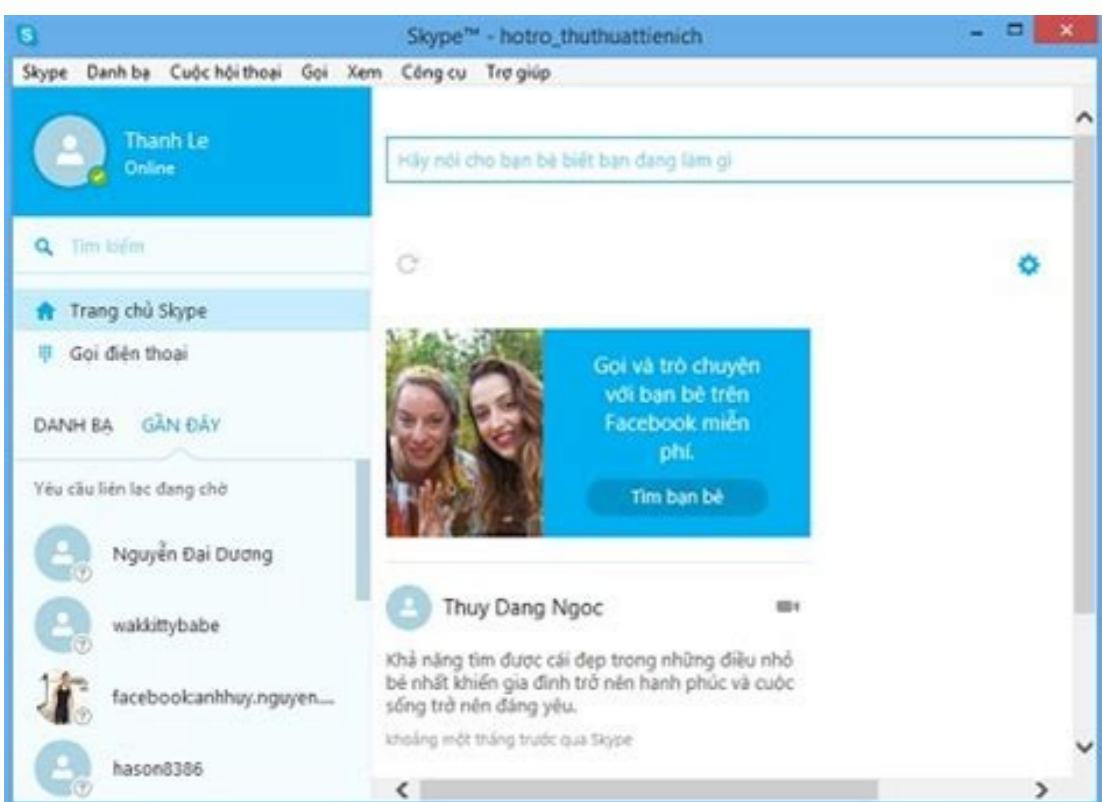 Skype™ - hotro_thuthuattienich
Skype Danh bạ Cuộc hội thoại Gọi Xem Công cụ Trợ giúp
Thanh Le
Online
Hãy nói cho bạn bè biết bạn đang làm gì
Tìm kiếm
Trang chủ Skype
Gọi điện thoại
DANH BẠ GẦN ĐÂY
Yêu cầu liên lạc đang chờ
Nguyễn Đại Dương
wakkittybabe
facebook:anhhuy.nguyen....
hason8386
Gọi và trò chuyện
với bạn bè trên
Facebook miễn
phí.
Tìm bạn bè
Thuy Dang Ngoc
Khả năng tìm được cái đẹp trong những điều nhỏ
bé nhất khiến gia đình trở nên hạnh phúc và cuộc
sống trở nên đáng yêu.
khoảng một tháng trước qua Skype